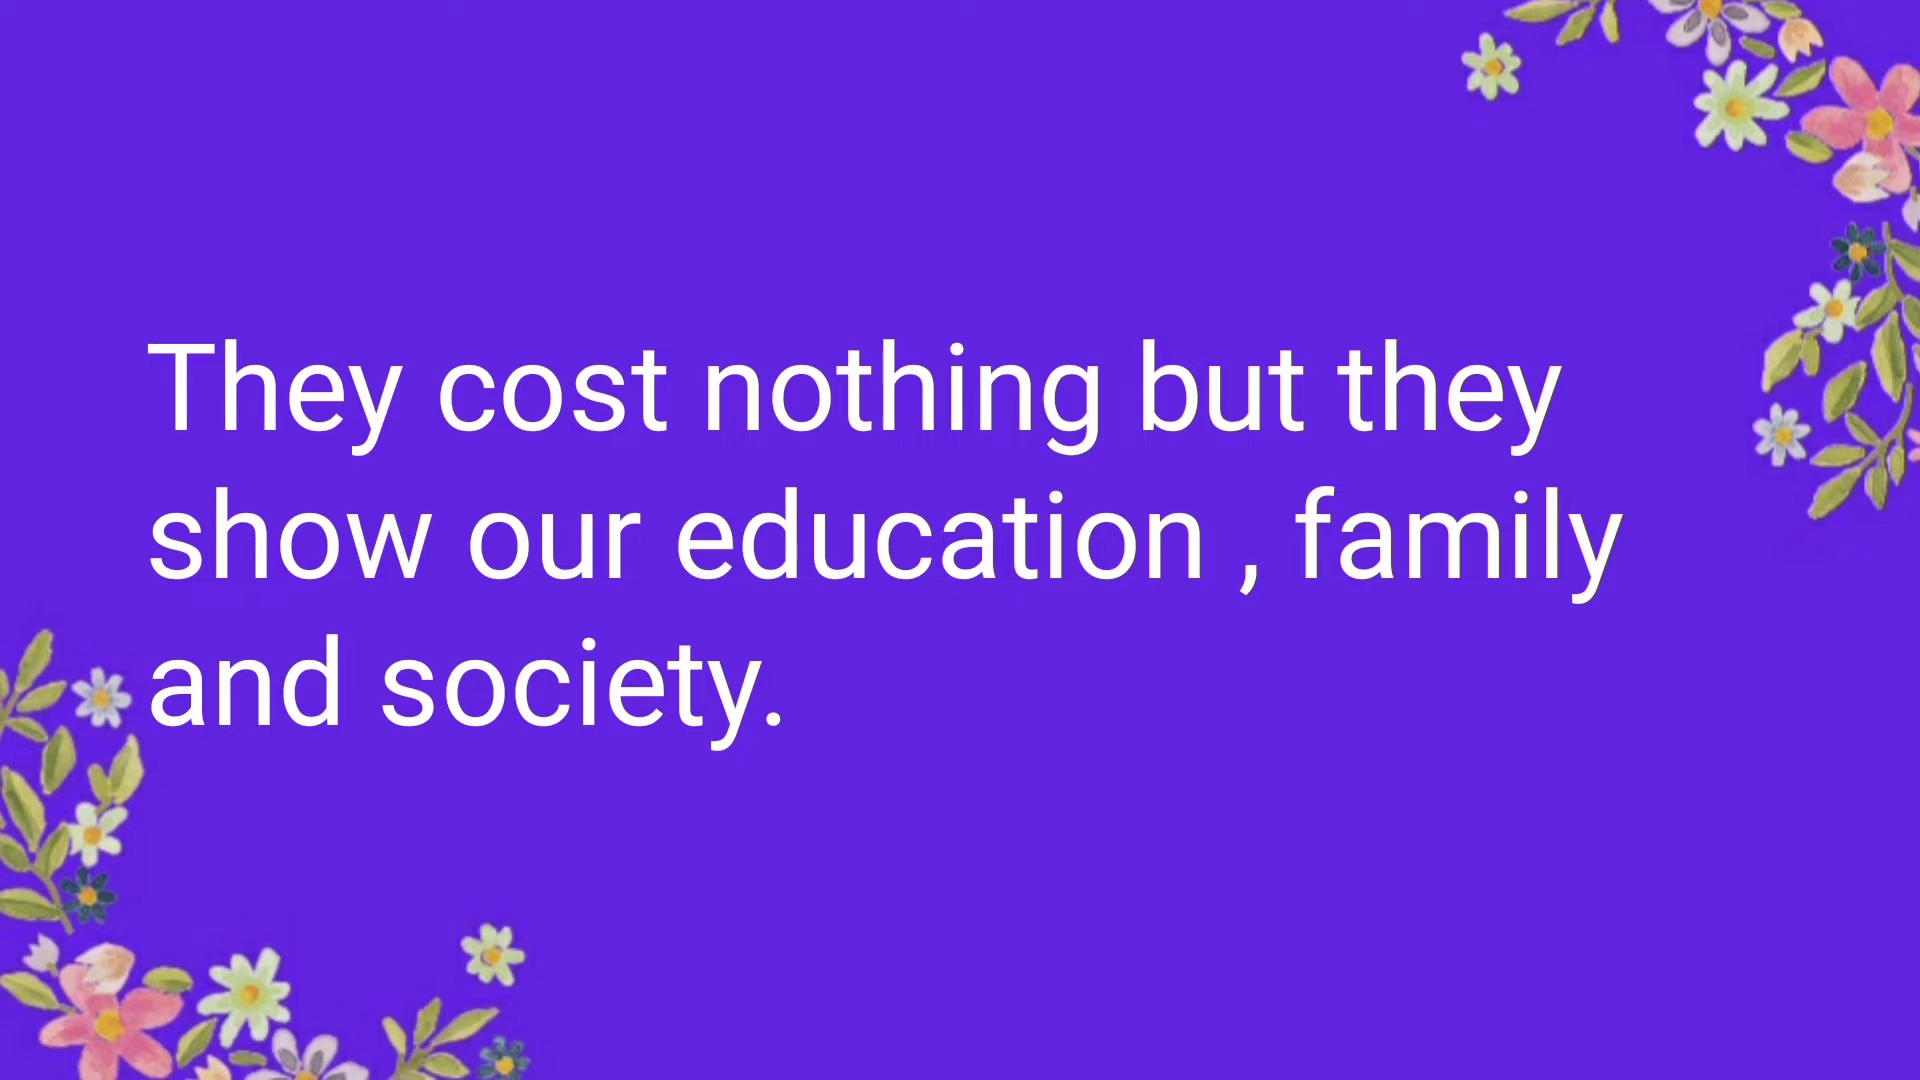 They cost nothing but they
show our education , family
and society.